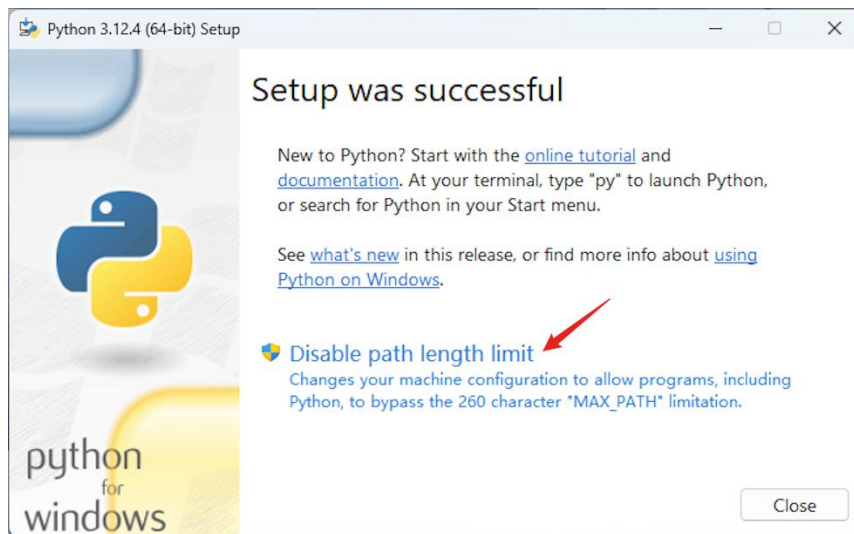 Python 3.12.4 (64-bit) Setup
Setup was successful
New to Python? Start with the online tutorial and
documentation. At your terminal, type "py" to launch Python,
or search for Python in your Start menu.
See what's new in this release, or find more info about using
Python on Windows.
Disable path length limit
Changes your machine configuration to allow programs, including
Python, to bypass the 260 character "MAX_PATH" limitation.
python
for
windows
Close